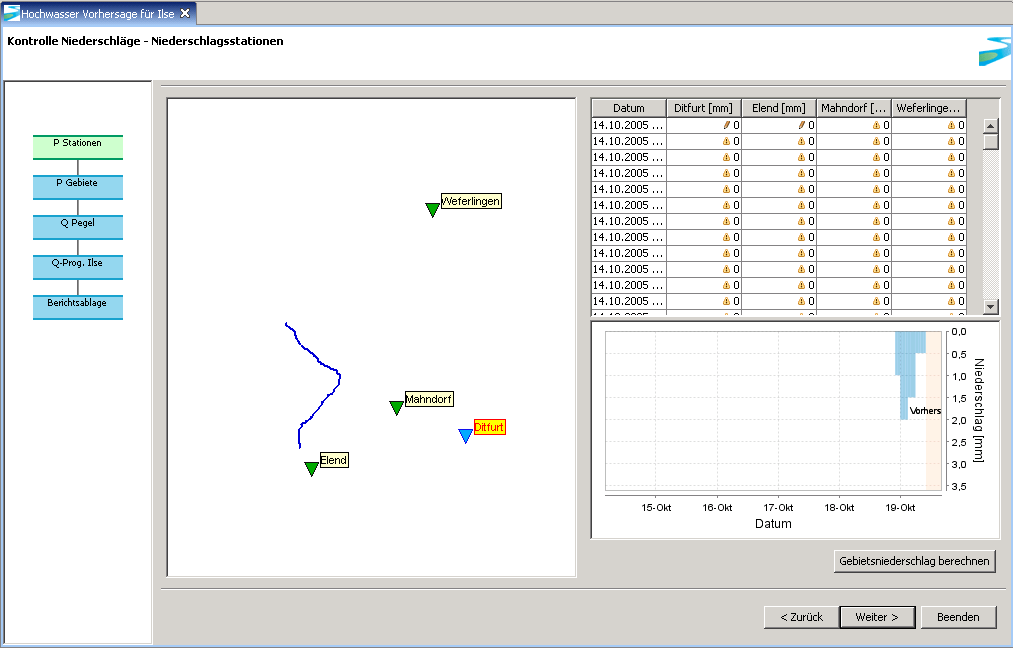 Hochwasser Vorhersage für Ilse
Kontrolle Niederschläge - Niederschlagsstationen
P Stationen
P Gebiete
Q Pegel
Q-Prog. Ilse
Berichtsablage
Weferlingen
Mahndorf
Ditfurt
Elend
Datum Ditfurt [mm] Elend [mm] Mahndorf [... Weferlinge...
14.10.2005 ... 0 0 0 0
14.10.2005 ... 0 0 0 0
14.10.2005 ... 0 0 0 0
14.10.2005 ... 0 0 0 0
14.10.2005 ... 0 0 0 0
14.10.2005 ... 0 0 0 0
14.10.2005 ... 0 0 0 0
14.10.2005 ... 0 0 0 0
14.10.2005 ... 0 0 0 0
14.10.2005 ... 0 0 0 0
14.10.2005 ... 0 0 0 0
14.10.2005 ... 0 0 0 0
0,0
0,5
1,0
1,5
2,0
2,5
3,0
3,5
Niederschlag [mm]
Vorhers
15-Okt 16-Okt 17-Okt 18-Okt 19-Okt
Datum
Gebietsniederschlag berechnen
< Zurück Weiter > Beenden